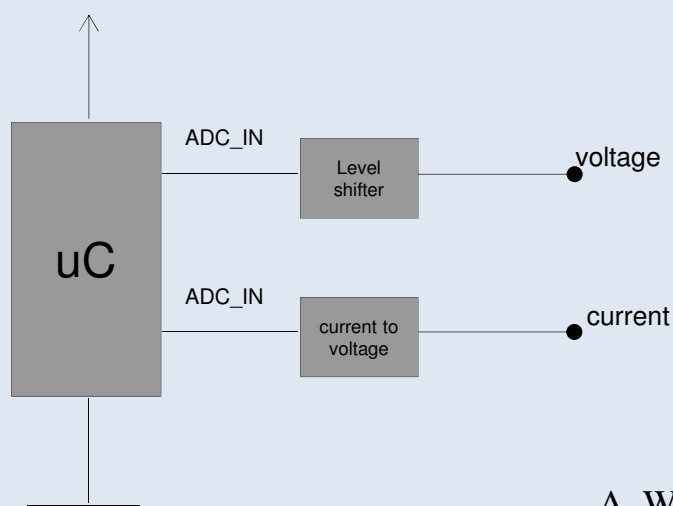 ADC_IN
Level
shifter
voltage
uC
ADC_IN
current to
voltage
current